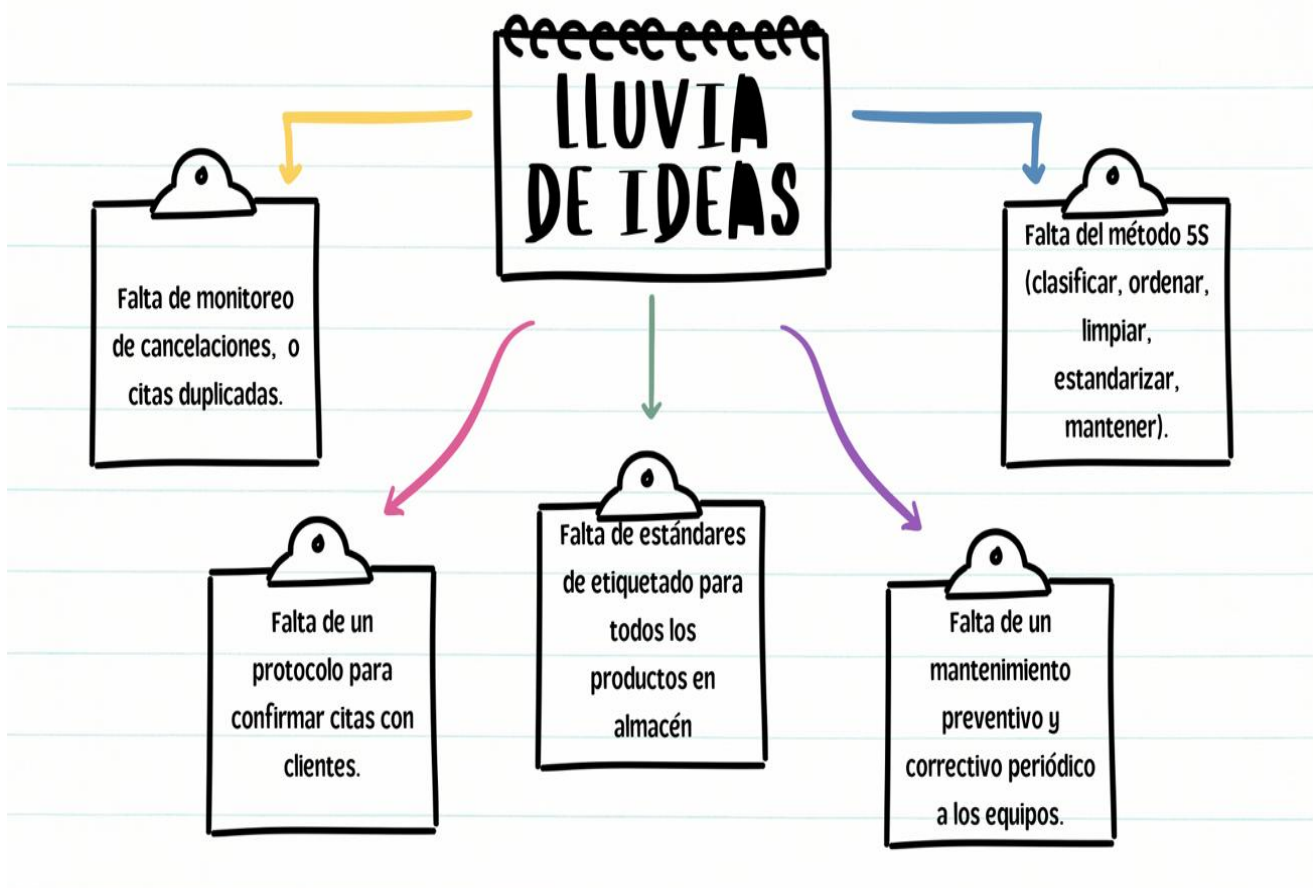 LLUVIA
DE IDEAS
Falta de monitoreo
de cancelaciones, o
citas duplicadas.
Falta del método 5S
(clasificar, ordenar,
limpiar,
estandarizar,
mantener).
Falta de un
protocolo para
confirmar citas con
clientes.
Falta de estándares
de etiquetado para
todos los
productos en
almacén
Falta de un
mantenimiento
preventivo y
correctivo periódico
a los equipos.